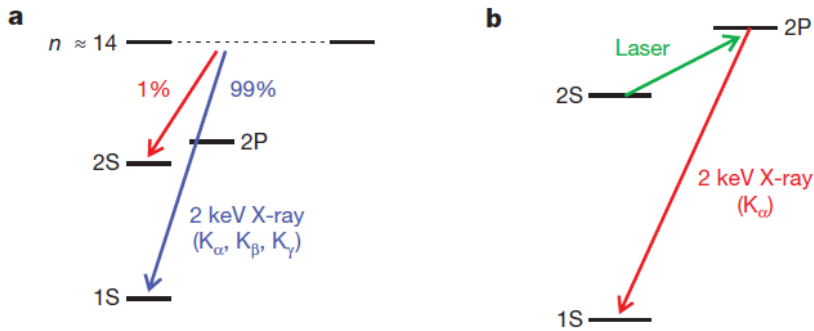 a
n ≈ 14
1% 99%
2P
2S
2 keV X-ray
(Kα, Kβ, Kγ)
1S
b
2P
Laser
2S
2 keV X-ray
(Kα)
1S